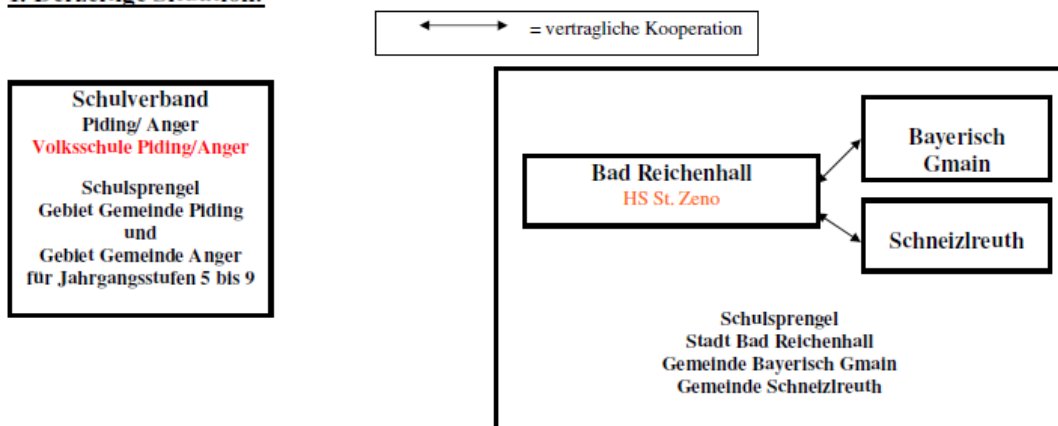 = vertragliche Kooperation
Schulverband
Piding/ Anger
Volksschule Piding/Anger
Schulsprengel
Gebiet Gemeinde Piding
und
Gebiet Gemeinde Anger
für Jahrgangsstufen 5 bis 9
Bad Reichenhall
HS St. Zeno
Bayerisch
Gmain
Schneizlreuth
Schulsprengel
Stadt Bad Reichenhall
Gemeinde Bayerisch Gmain
Gemeinde Schneizlreuth